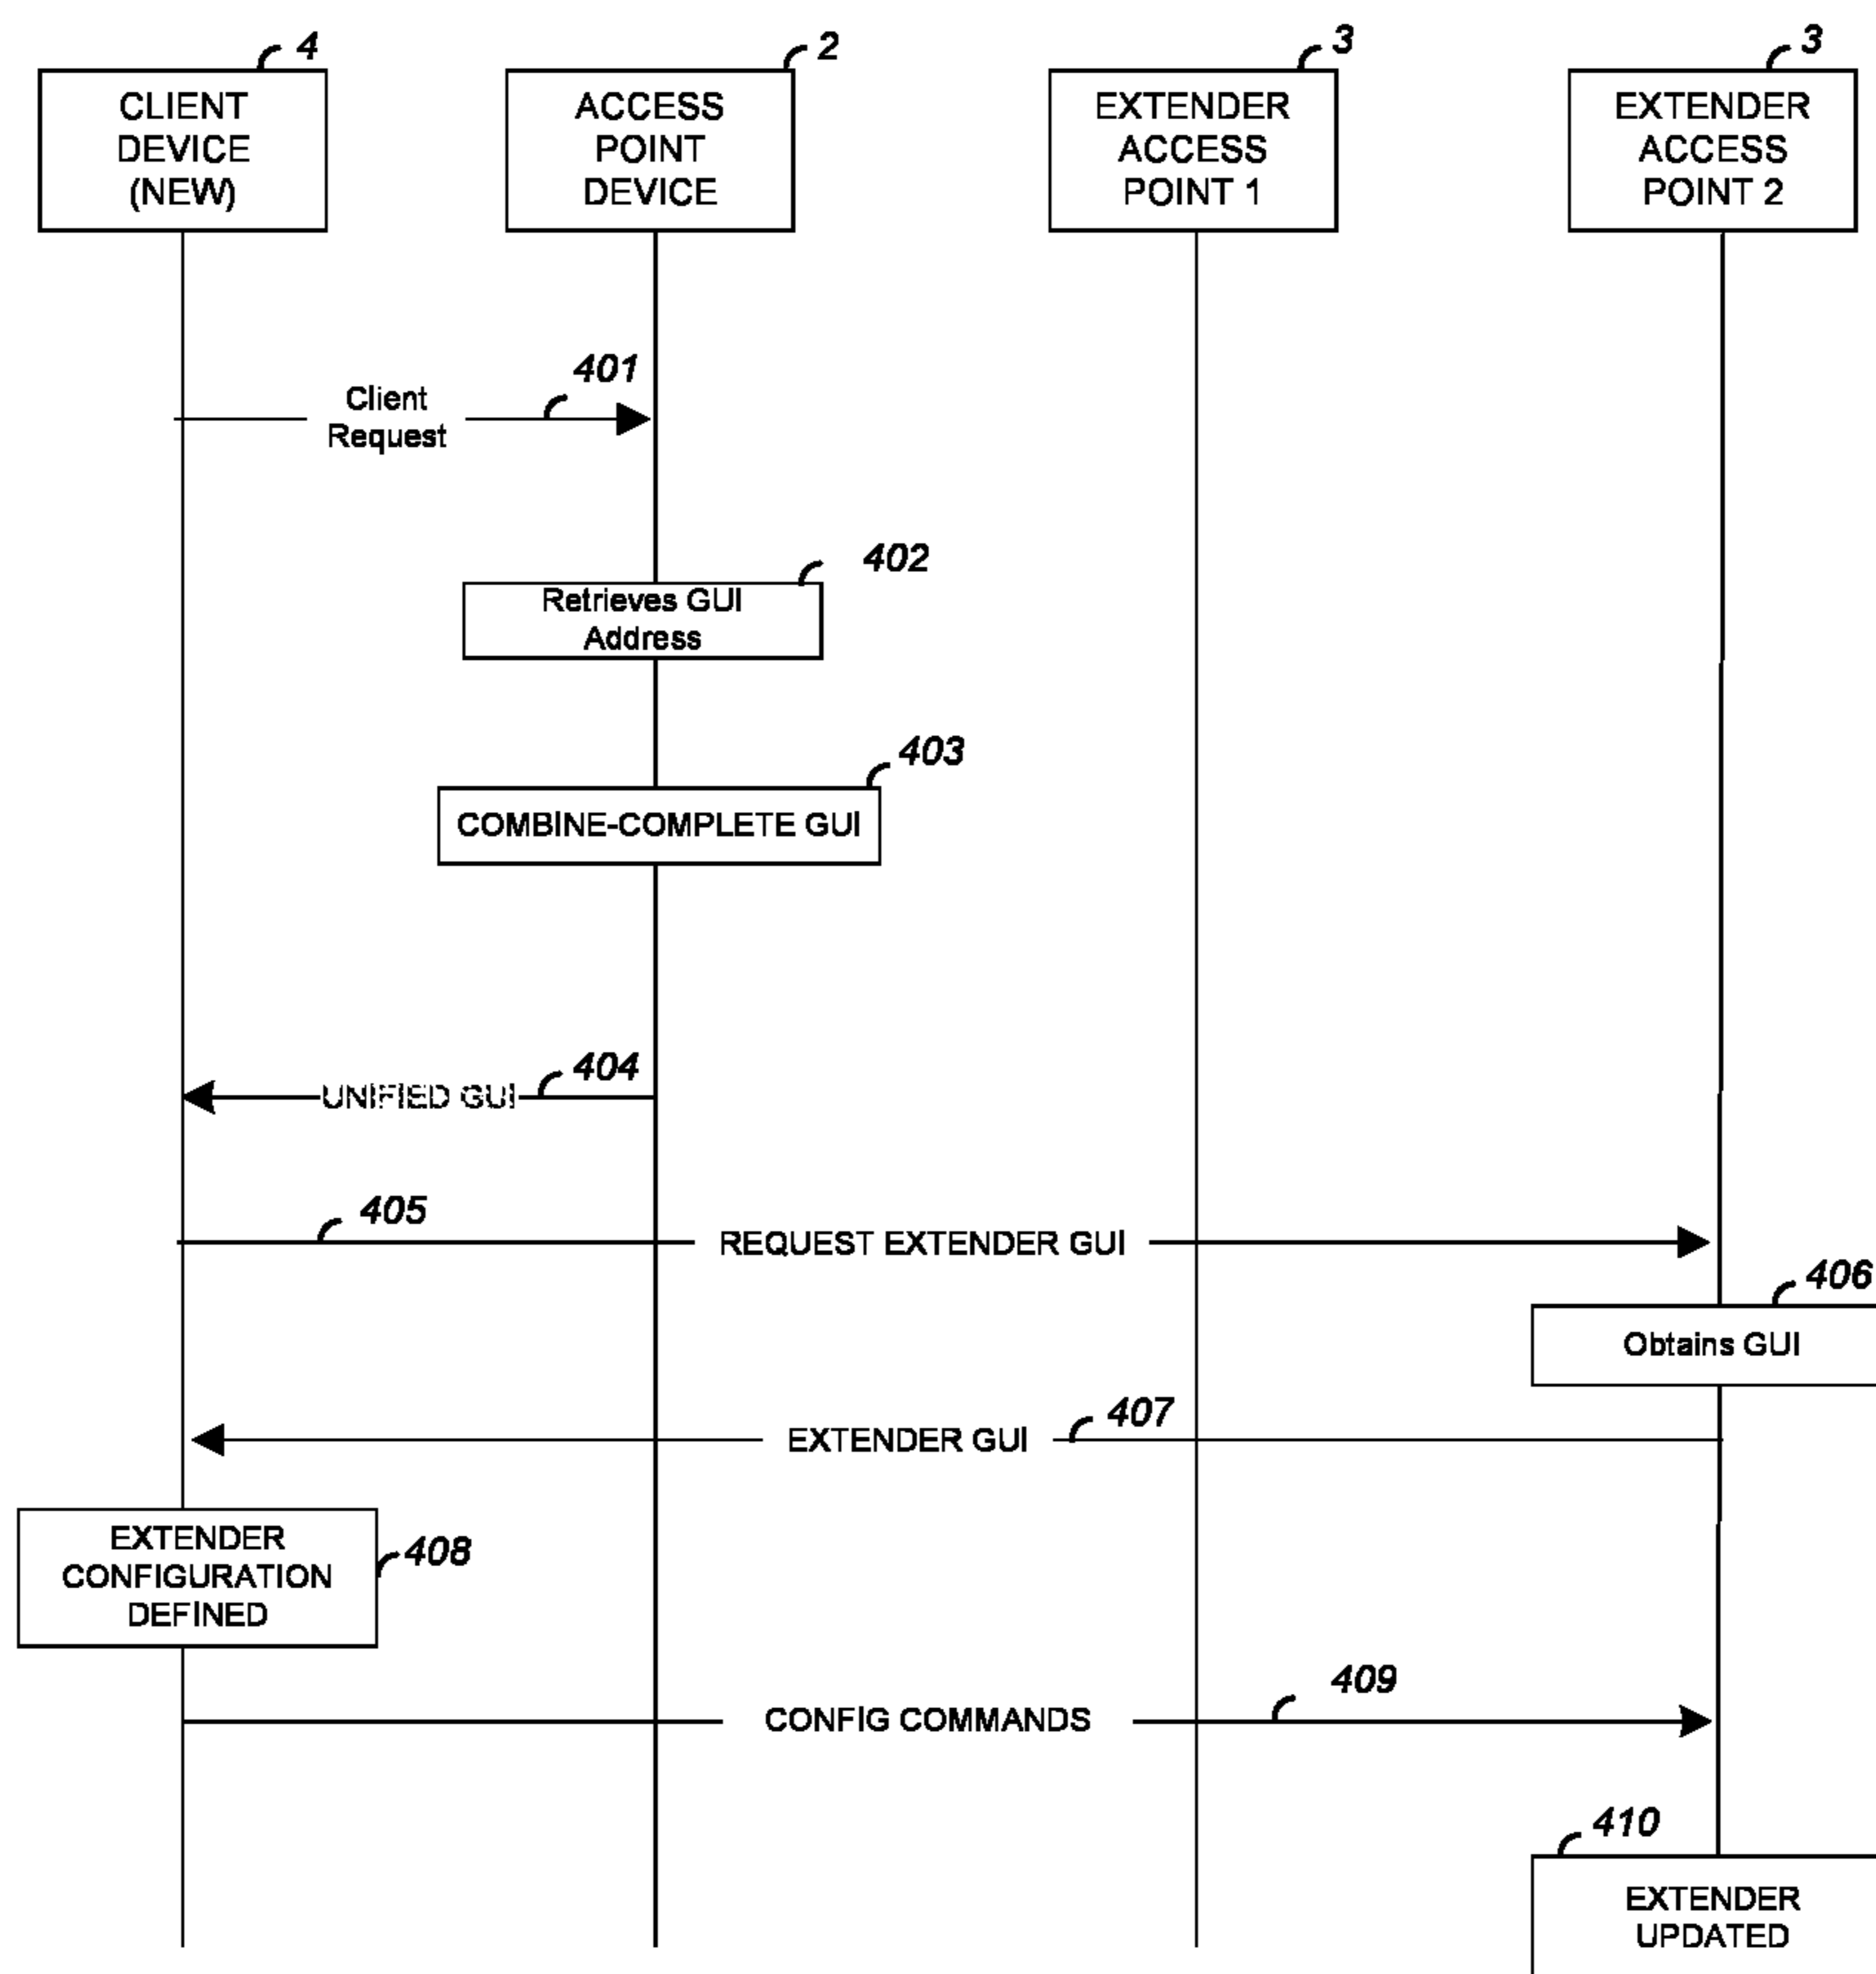 4
2
3
3
CLIENT
DEVICE
(NEW)
ACCESS
POINT
DEVICE
EXTENDER
ACCESS
POINT 1
EXTENDER
ACCESS
POINT 2
401
Client
Request
402
Retrieves GUI
Address
403
COMBINE-COMPLETE GUI
404
UNIFIED GUI
405
REQUEST EXTENDER GUI
406
Obtains GUI
407
EXTENDER GUI
EXTENDER
CONFIGURATION
DEFINED
408
409
CONFIG COMMANDS
410
EXTENDER
UPDATED